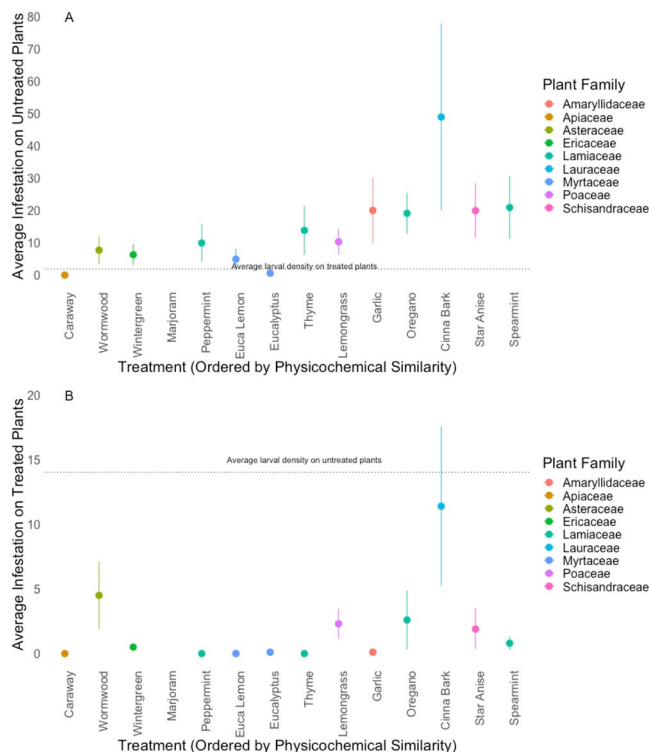 A
Average Infestation on Untreated Plants
80
70
60
50
40
30
20
10
0
Average larval density on treated plants
Caraway
Wormwood
Wintergreen
Marjoram
Peppermint
Euca Lemon
Eucalyptus
Thyme
Lemongrass
Garlic
Oregano
Cinna Bark
Star Anise
Spearmint
Treatment (Ordered by Physicochemical Similarity)
Plant Family
Amaryllidaceae
Apiaceae
Asteraceae
Ericaceae
Lamiaceae
Lauraceae
Myrtaceae
Poaceae
Schisandraceae
B
Average Infestation on Treated Plants
20
15
10
5
0
Average larval density on untreated plants
Caraway
Wormwood
Wintergreen
Marjoram
Peppermint
Euca Lemon
Eucalyptus
Thyme
Lemongrass
Garlic
Oregano
Cinna Bark
Star Anise
Spearmint
Treatment (Ordered by Physicochemical Similarity)
Plant Family
Amaryllidaceae
Apiaceae
Asteraceae
Ericaceae
Lamiaceae
Lauraceae
Myrtaceae
Poaceae
Schisandraceae